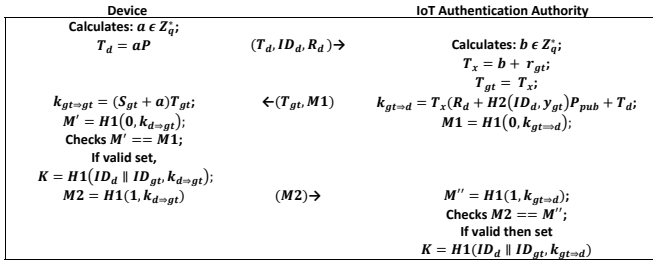 Device IoT Authentication Authority
Calculates: a ϵ Z*q;
Td = aP (Td, IDd, Rd)→ Calculates: b ϵ Z*q;
Tx = b + rgt;
Tgt = Tx;
kgt⇒gt = (Sgt + a)Tgt; ←(Tgt, M1) kgt⇒d = Tx(Rd + H2(IDd, ygt)Ppub + Td;
M′ = H1(0, kd⇒gt); M1 = H1(0, kgt⇒d);
Checks M′ == M1;
If valid set,
K = H1(IDd ∥ IDgt, kd⇒gt);
M2 = H1(1, kd⇒gt) (M2)→ M′′ = H1(1, kgt⇒d);
Checks M2 == M′′;
If valid then set
K = H1(IDd ∥ IDgt, kgt⇒d)